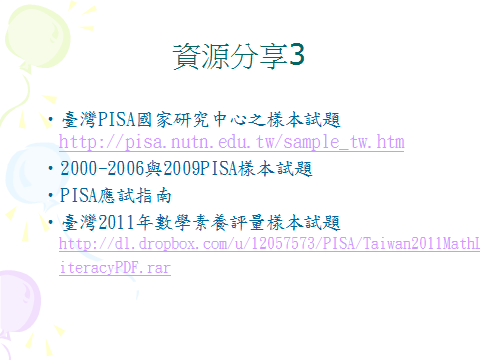 資源分享3
•臺灣PISA國家研究中心之樣本試題
http://pisa.nutn.edu.tw/sample_tw.htm
•2000-2006與2009PISA樣本試題
•PISA應試指南
•臺灣2011年數學素養評量樣本試題
http://dl.dropbox.com/u/12057573/PISA/Taiwan2011MathL
iteracyPDF.rar